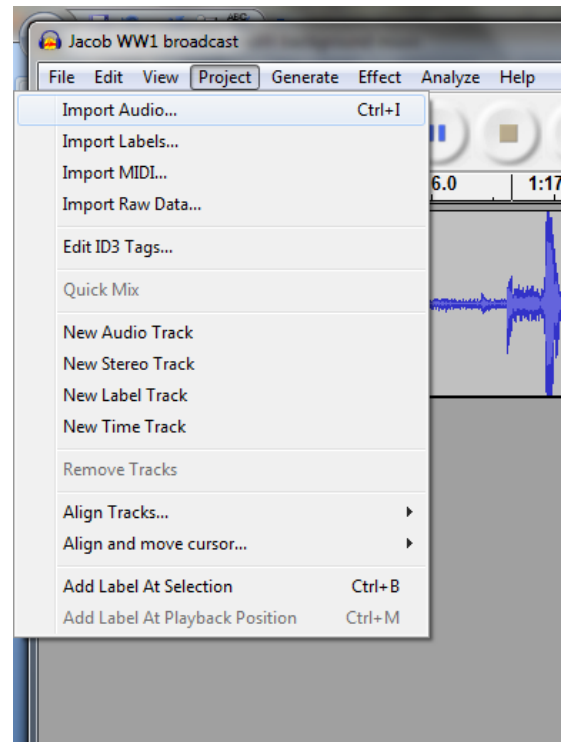 ABC
Jacob WW1 broadcast
File Edit View Project Generate Effect Analyze Help
Import Audio... Ctrl+I
Import Labels...
Import MIDI...
6.0 1:17
Import Raw Data...
Edit ID3 Tags...
Quick Mix
New Audio Track
New Stereo Track
New Label Track
New Time Track
Remove Tracks
Align Tracks...
Align and move cursor...
Add Label At Selection Ctrl+B
Add Label At Playback Position Ctrl+M